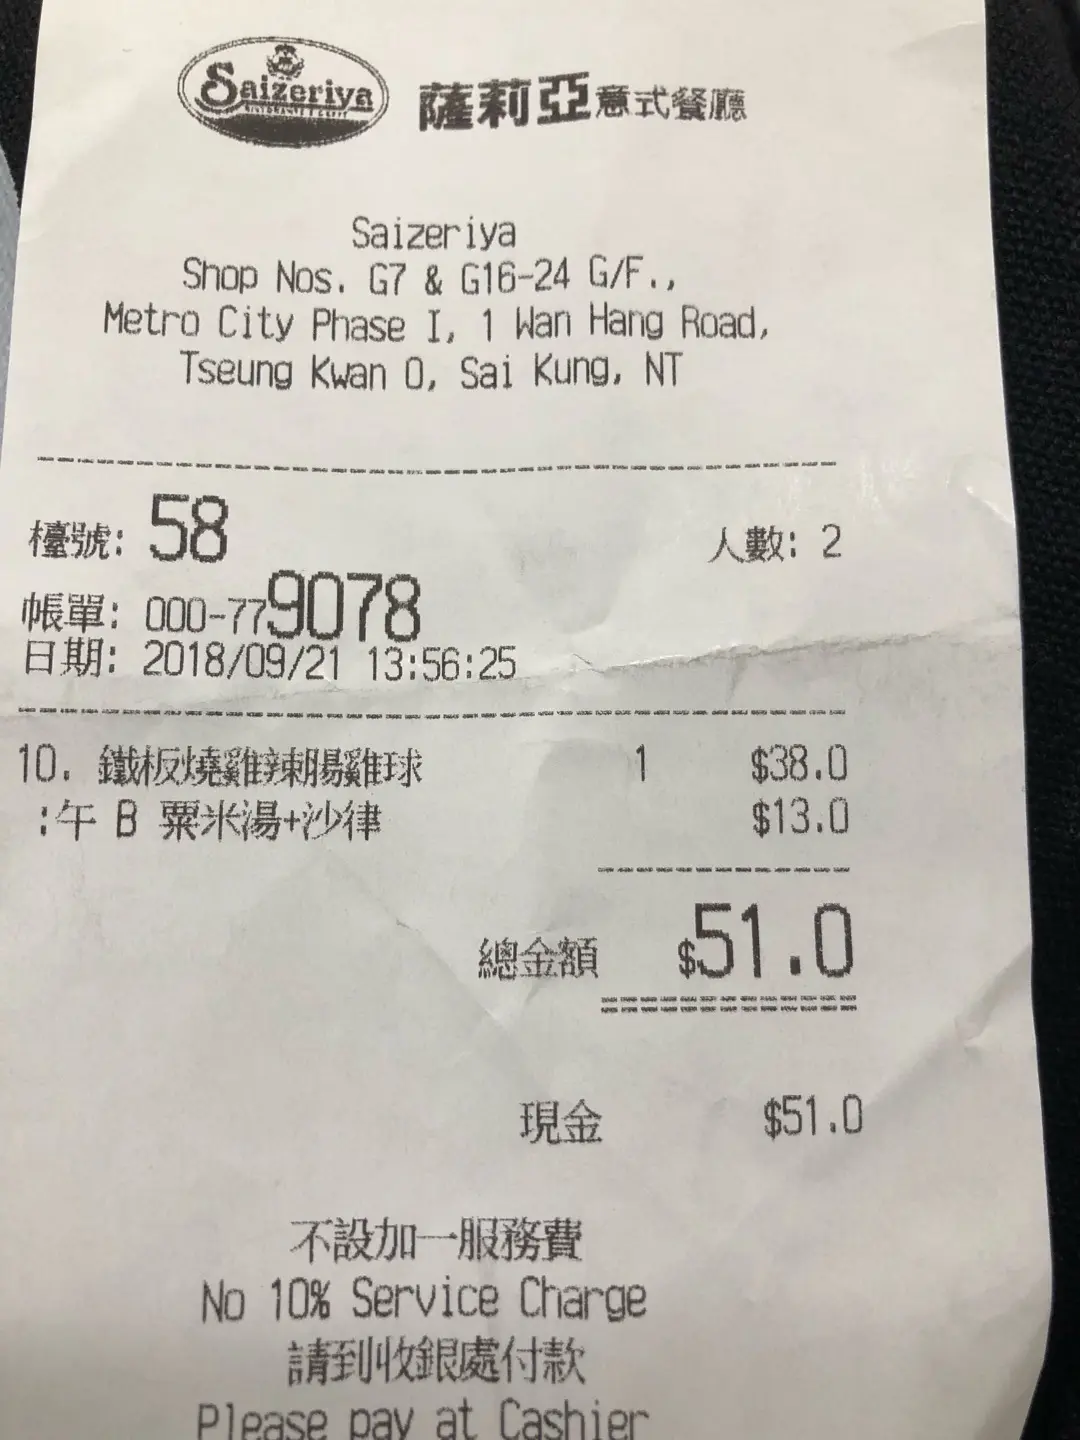 Saizeriya
RISTORANTE E CAFFE
薩莉亞意式餐廳
Saizeriya
Shop Nos. G7 & G16-24 G/F.,
Metro City Phase I, 1 Wan Hang Road,
Tseung Kwan O, Sai Kung, NT
檯號: 58 人數: 2
帳單: 000-779078
日期: 2018/09/21 13:56:25
10. 鐵板燒雞辣腸雞球 1 $38.0
:午 B 粟米湯+沙律 $13.0
總金額 $51.0
現金 $51.0
不設加一服務費
No 10% Service Charge
請到收銀處付款
Please pay at Cashier